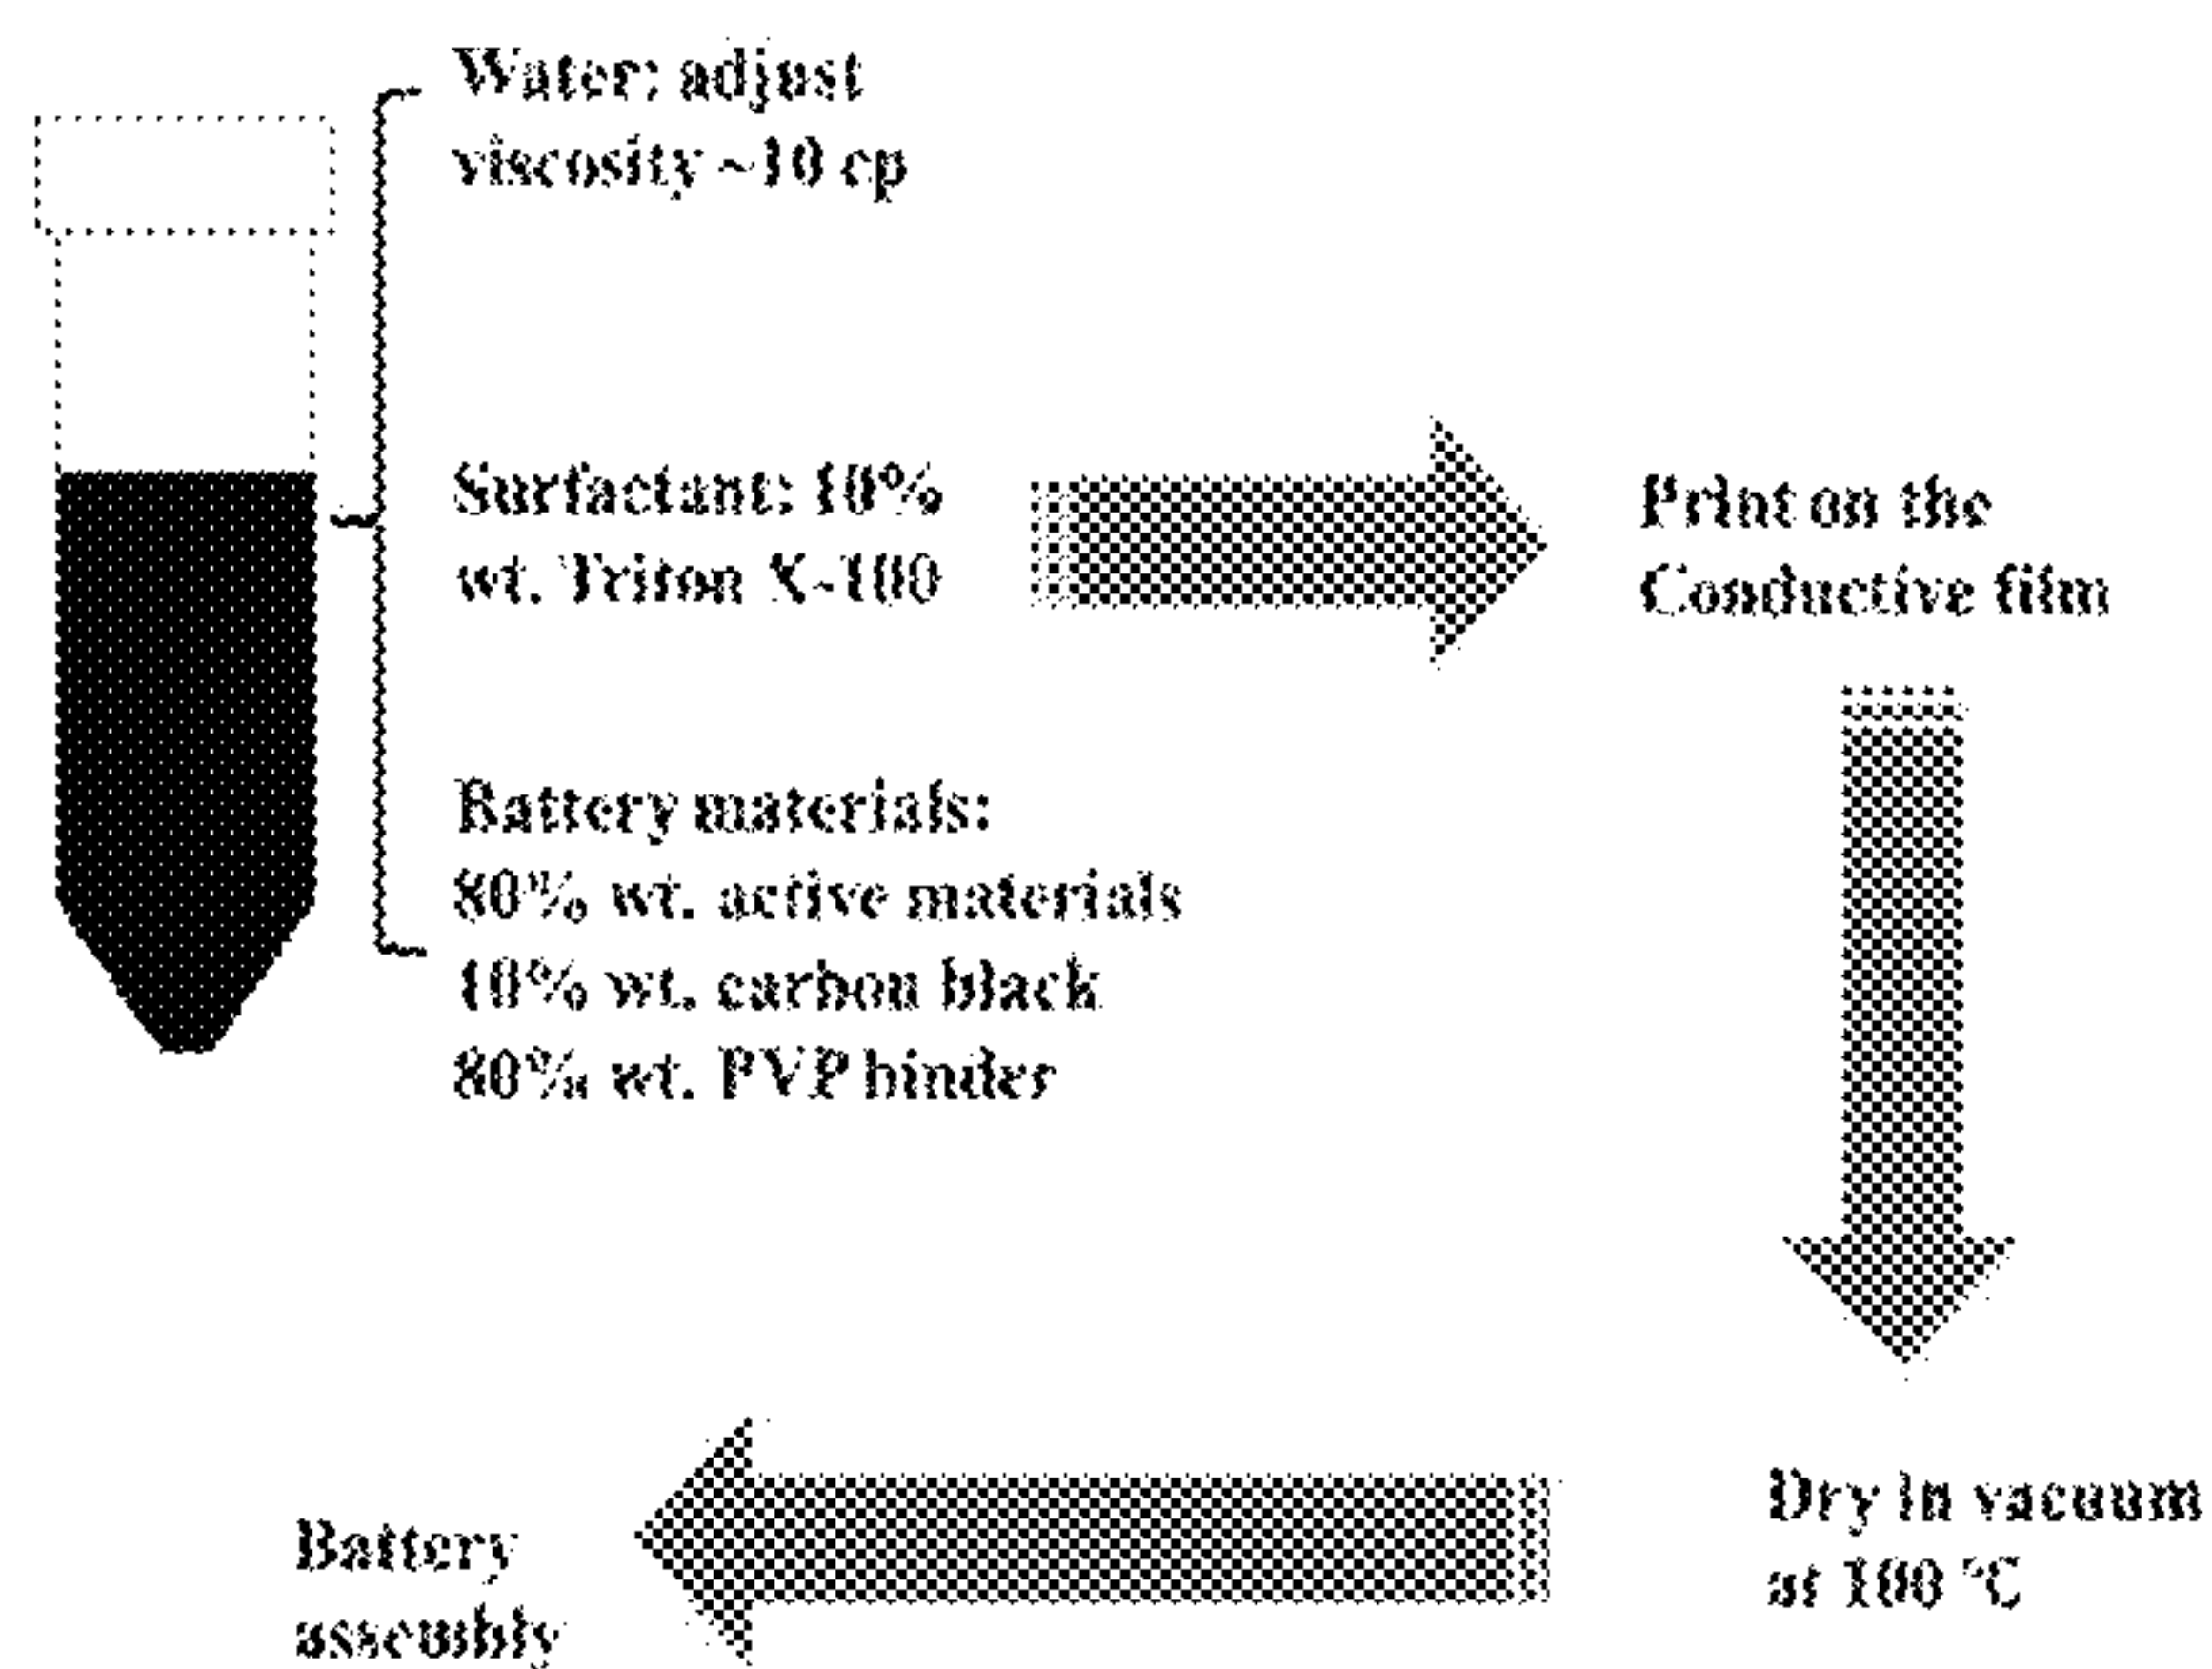 Water: adjust
viscosity ~10 cp
Surfactant: 10%
wt. Triton X-100
Print on the
Conductive film
Battery materials:
80% wt. active materials
10% wt. carbon black
80% wt. PVP binder
Dry in vacuum
at 100 °C
Battery
assembly